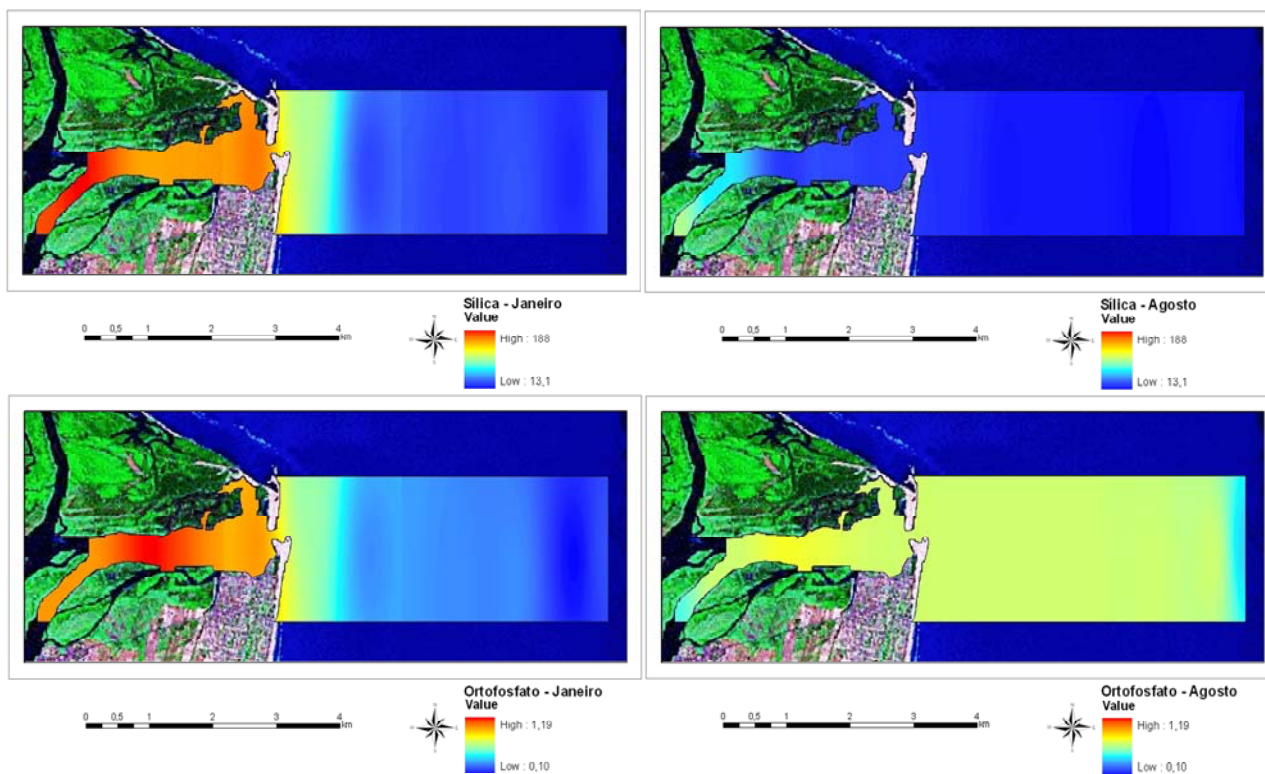 Sílica - Janeiro
Value
High : 188
Low : 13,1
0 0,5 1 2 3 4
km
Sílica - Agosto
Value
High : 188
Low : 13,1
0 0,5 1 2 3 4
km
Ortofosfato - Janeiro
Value
High : 1,19
Low : 0,10
0 0,5 1 2 3 4
km
Ortofosfato - Agosto
Value
High : 1,19
Low : 0,10
0 0,5 1 2 3 4
km